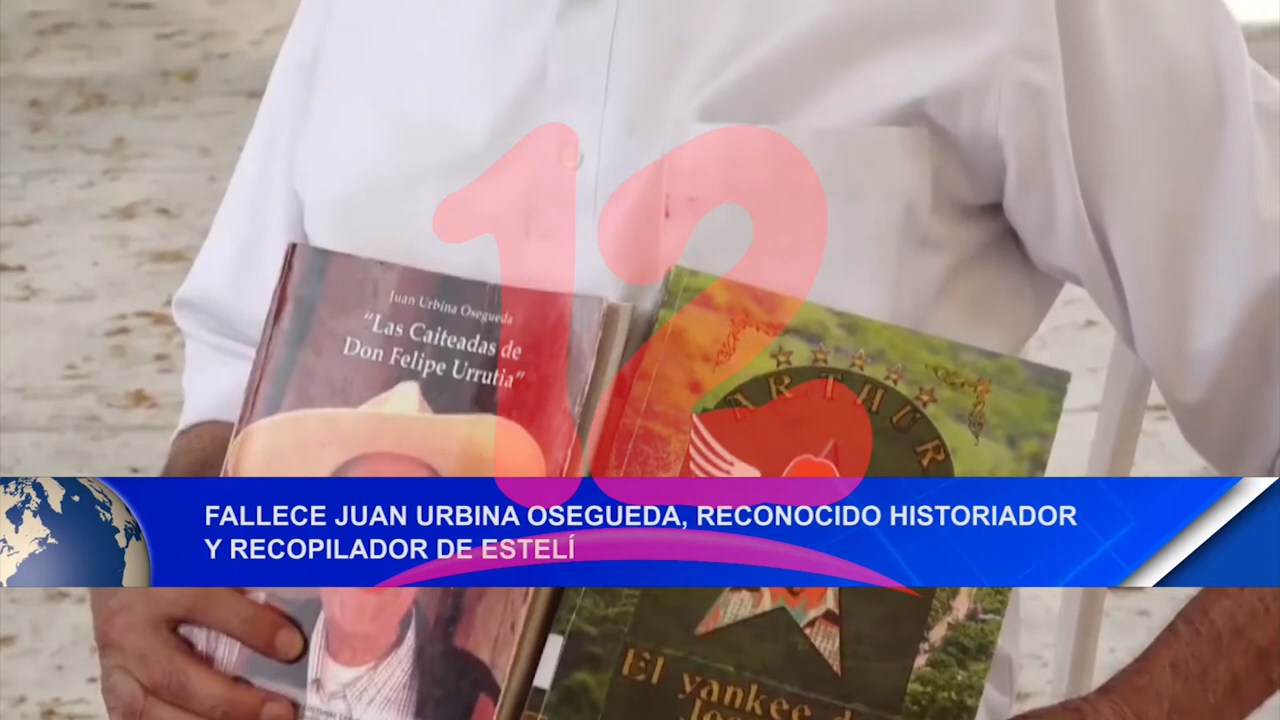 12
Juan Urbina Osegueda
“Las Caiteadas de
Don Felipe Urrutia”
ARTHUR
FALLECE JUAN URBINA OSEGUEDA, RECONOCIDO HISTORIADOR
Y RECOPILADOR DE ESTELÍ
El yankee